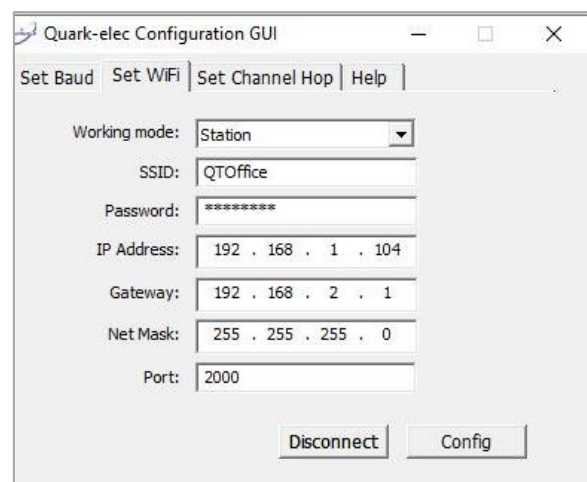 Quark-elec Configuration GUI
Set Baud Set WiFi Set Channel Hop Help
Working mode: Station
SSID: QTOffice
Password: ********
IP Address: 192 . 168 . 1 . 104
Gateway: 192 . 168 . 2 . 1
Net Mask: 255 . 255 . 255 . 0
Port: 2000
Disconnect Config